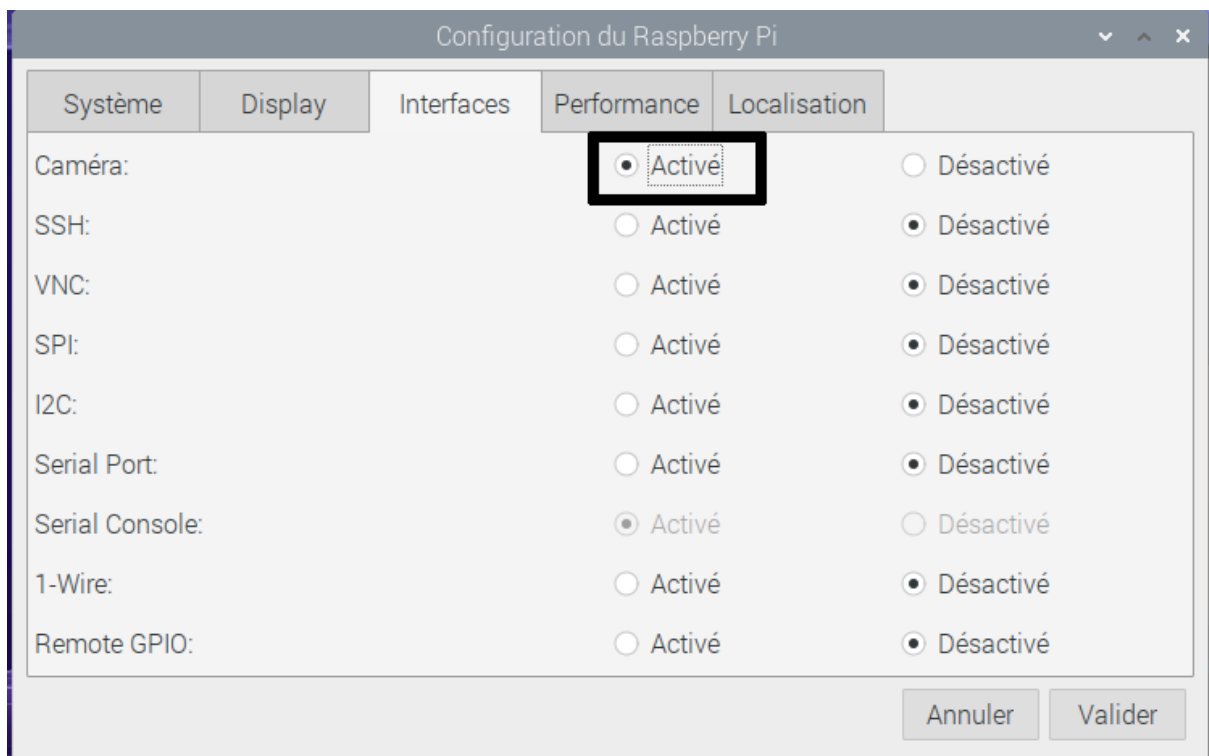 Configuration du Raspberry Pi
Système Display Interfaces Performance Localisation
Caméra: Activé Désactivé
SSH: Activé Désactivé
VNC: Activé Désactivé
SPI: Activé Désactivé
I2C: Activé Désactivé
Serial Port: Activé Désactivé
Serial Console: Activé Désactivé
1-Wire: Activé Désactivé
Remote GPIO: Activé Désactivé
Annuler Valider